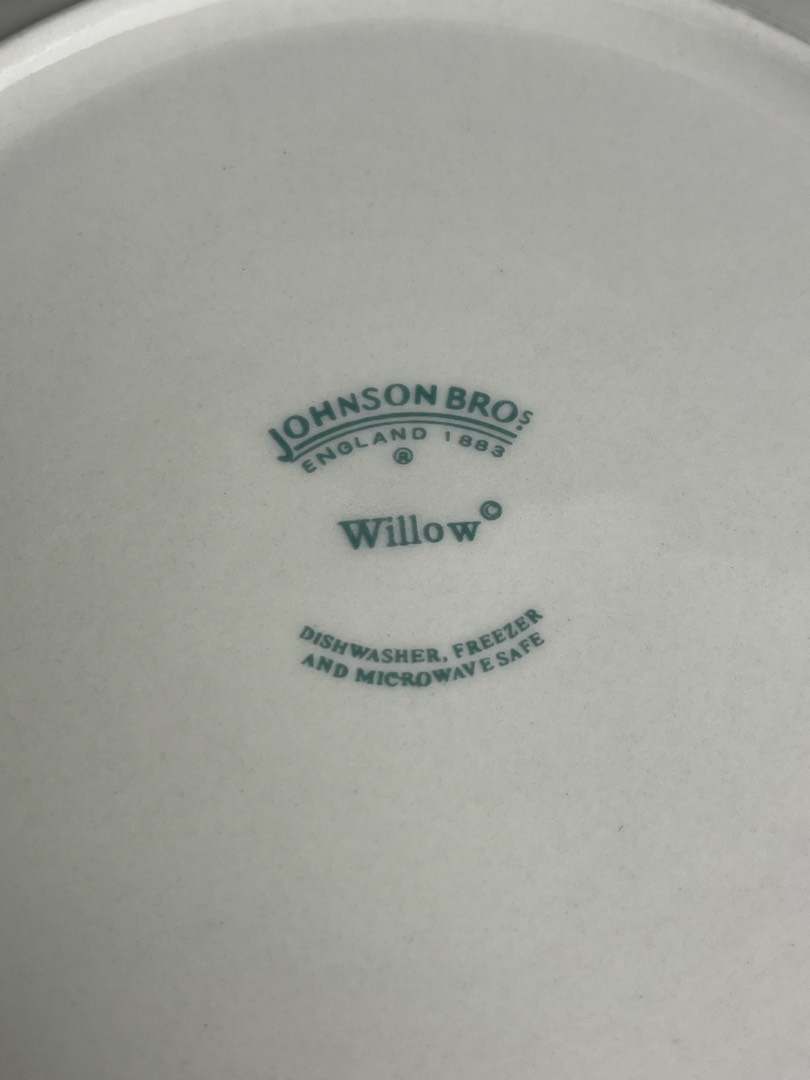 JOHNSON BROS
ENGLAND 1883
®
Willow©
DISHWASHER, FREEZER
AND MICROWAVE SAFE